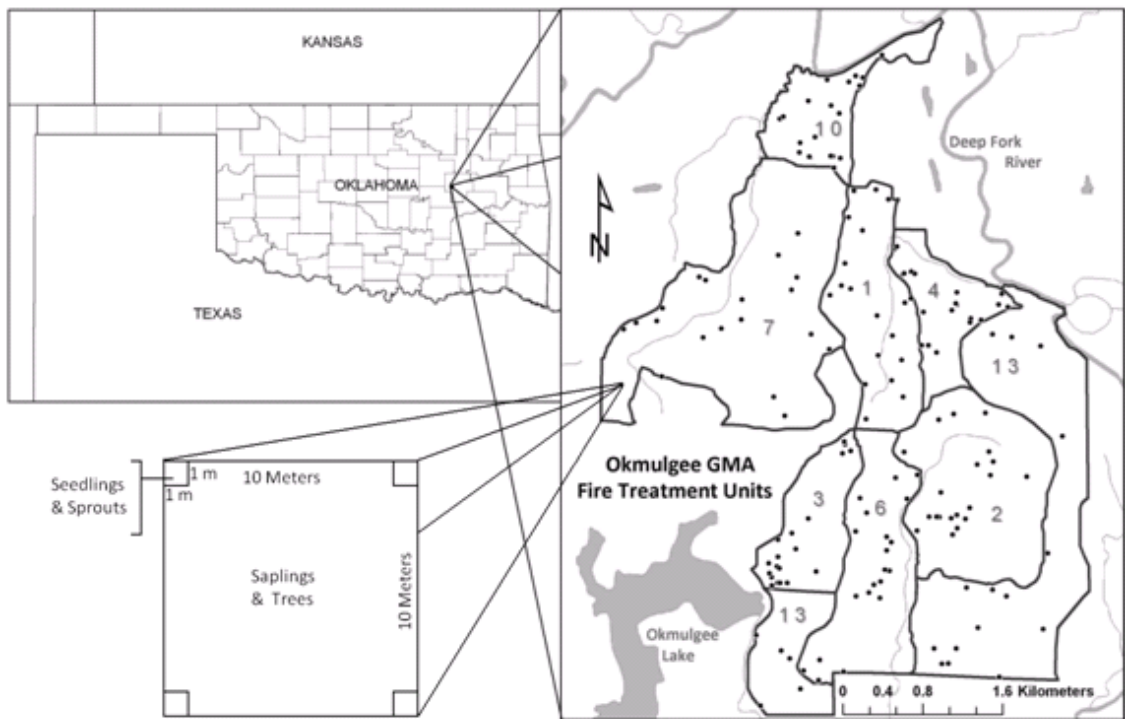 KANSAS
OKLAHOMA
TEXAS
10
Deep Fork
River
N
1
4
7
13
Okmulgee GMA
Fire Treatment Units
3
6
2
13
Okmulgee
Lake
0 0.4 0.8 1.6 Kilometers
Seedlings
& Sprouts
1 m
1 m
10 Meters
Saplings
& Trees
10 Meters